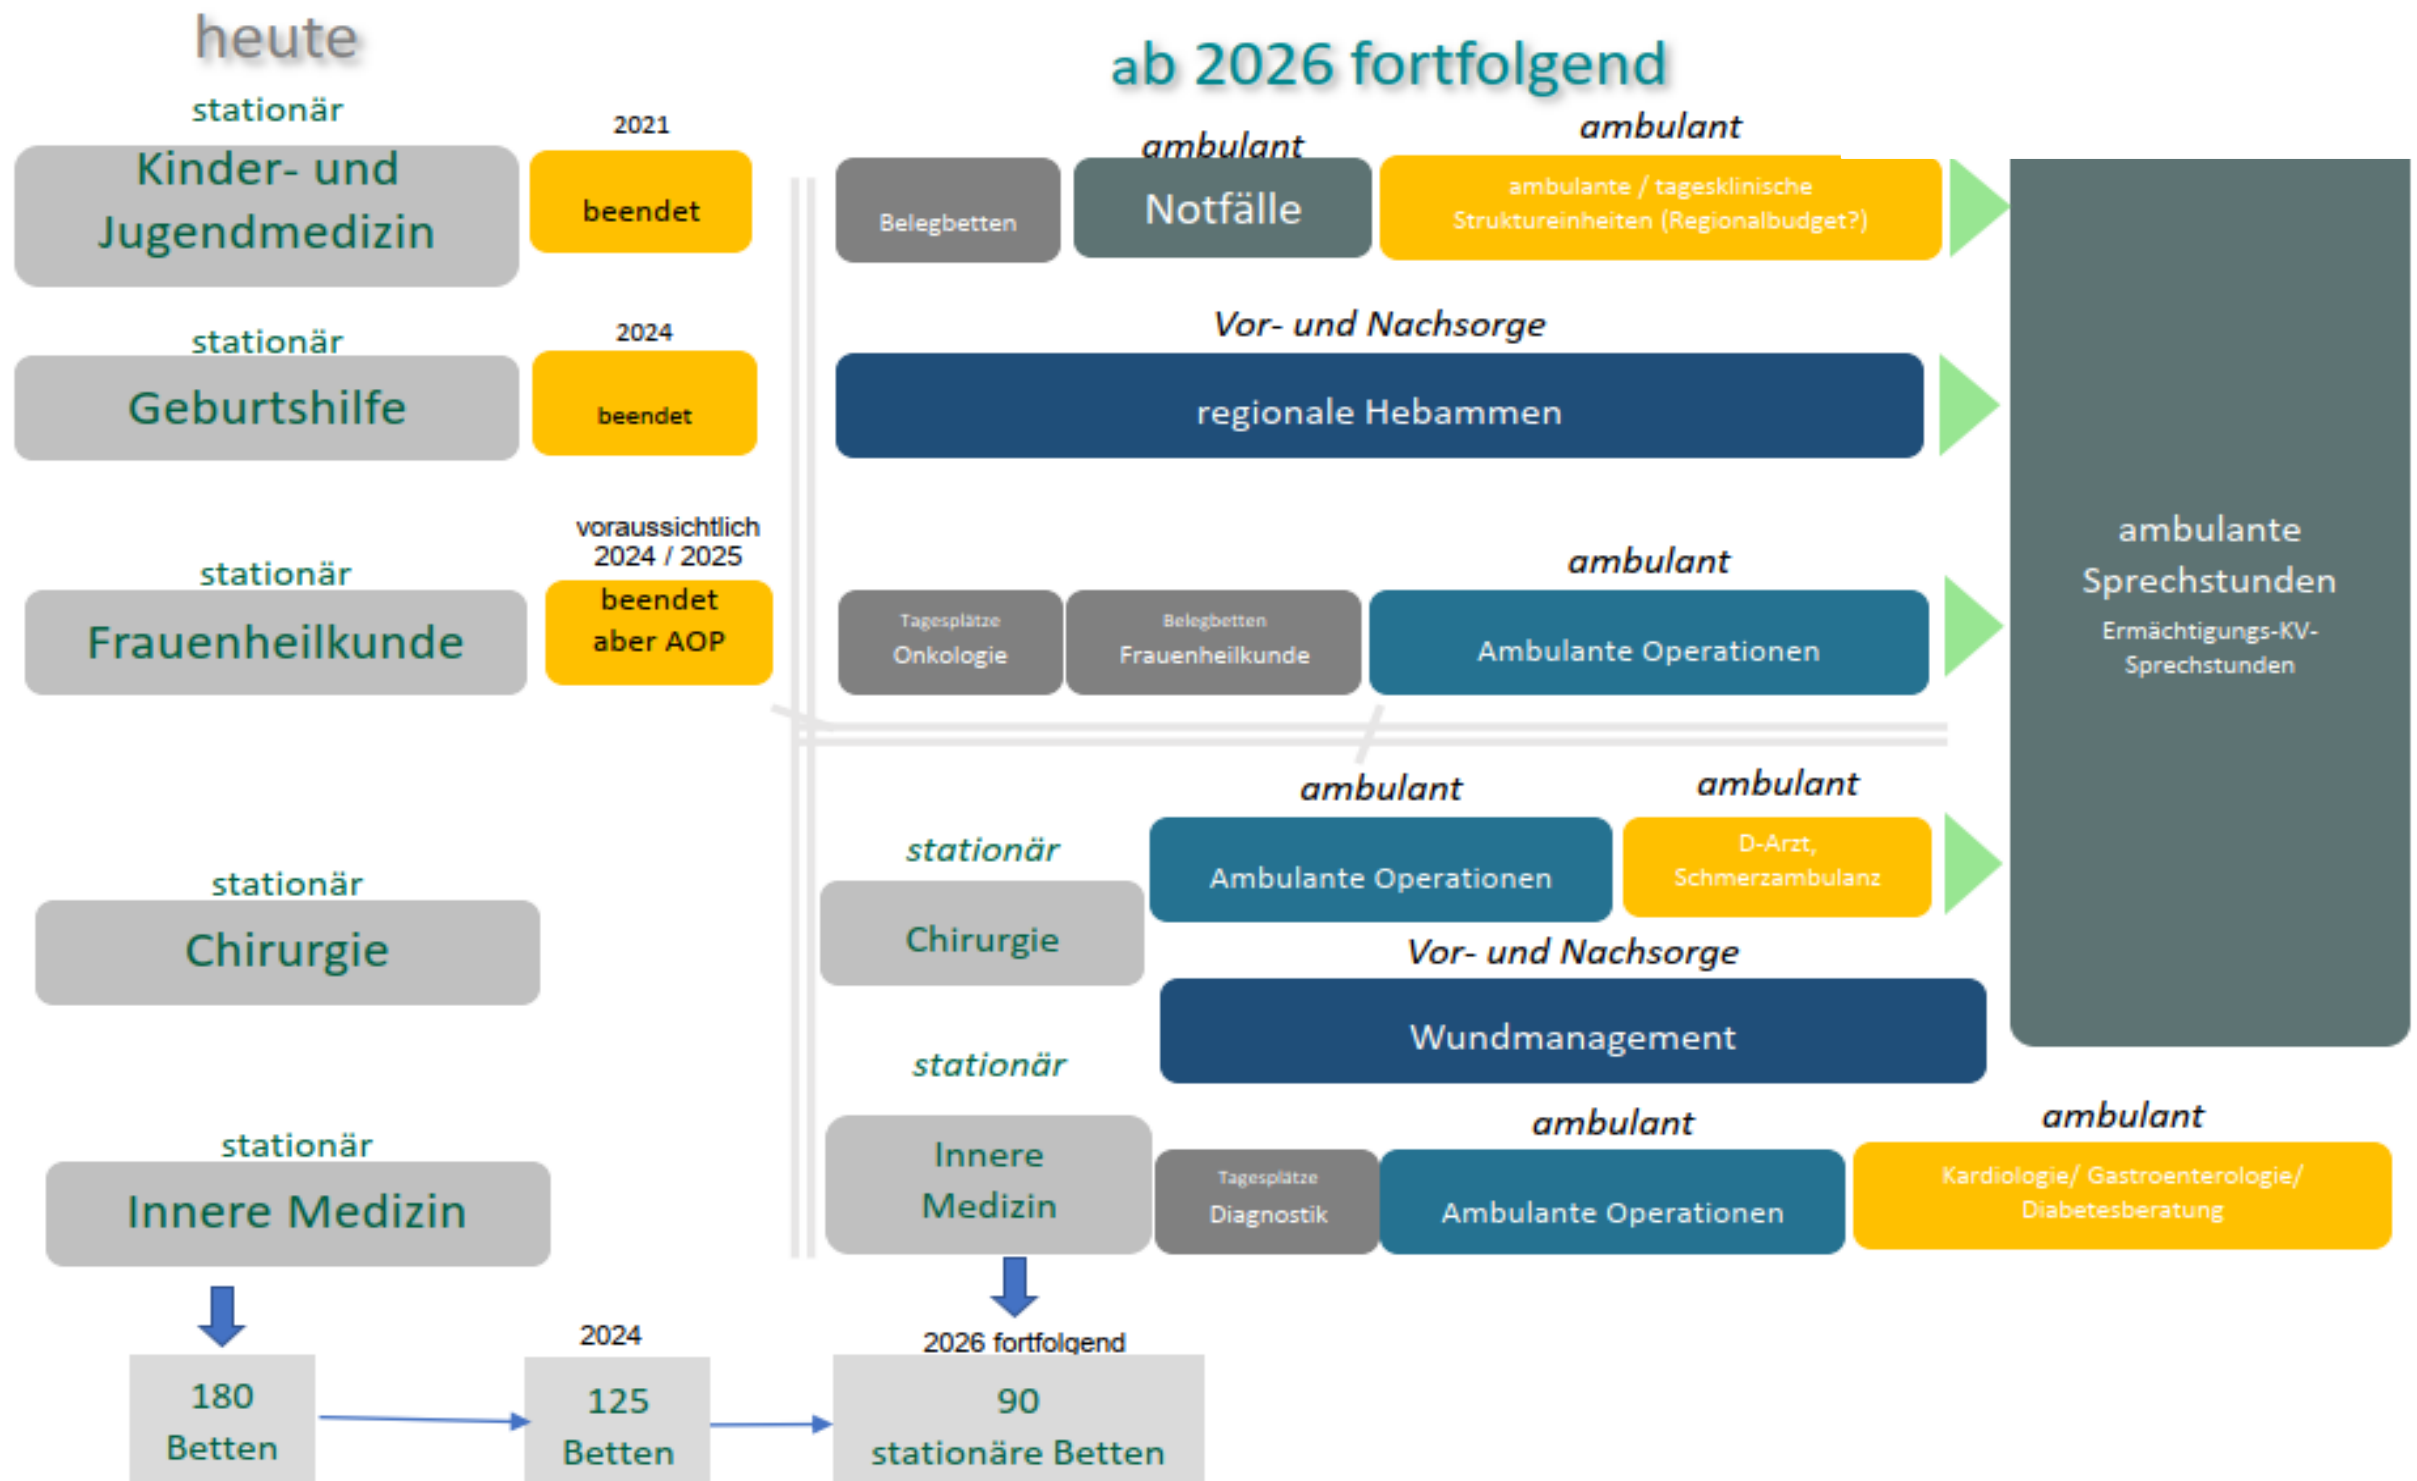 heute
ab 2026 fortfolgend
stationär
Kinder- und
Jugendmedizin
2021
beendet
Belegbetten
ambulant
Notfälle
ambulant
ambulante / tagesklinische
Struktureinheiten (Regionalbudget?)
stationär
Geburtshilfe
2024
beendet
Vor- und Nachsorge
regionale Hebammen
stationär
Frauenheilkunde
voraussichtlich
2024 / 2025
beendet
aber AOP
Tagesplätze
Onkologie
Belegbetten
Frauenheilkunde
ambulant
Ambulante Operationen
ambulante
Sprechstunden
Ermächtigungs-KV-
Sprechstunden
stationär
Chirurgie
stationär
Chirurgie
ambulant
Ambulante Operationen
ambulant
D-Arzt,
Schmerzambulanz
Vor- und Nachsorge
Wundmanagement
stationär
Innere Medizin
stationär
Innere
Medizin
Tagesplätze
Diagnostik
ambulant
Ambulante Operationen
ambulant
Kardiologie/ Gastroenterologie/
Diabetesberatung
180
Betten
2024
125
Betten
2026 fortfolgend
90
stationäre Betten